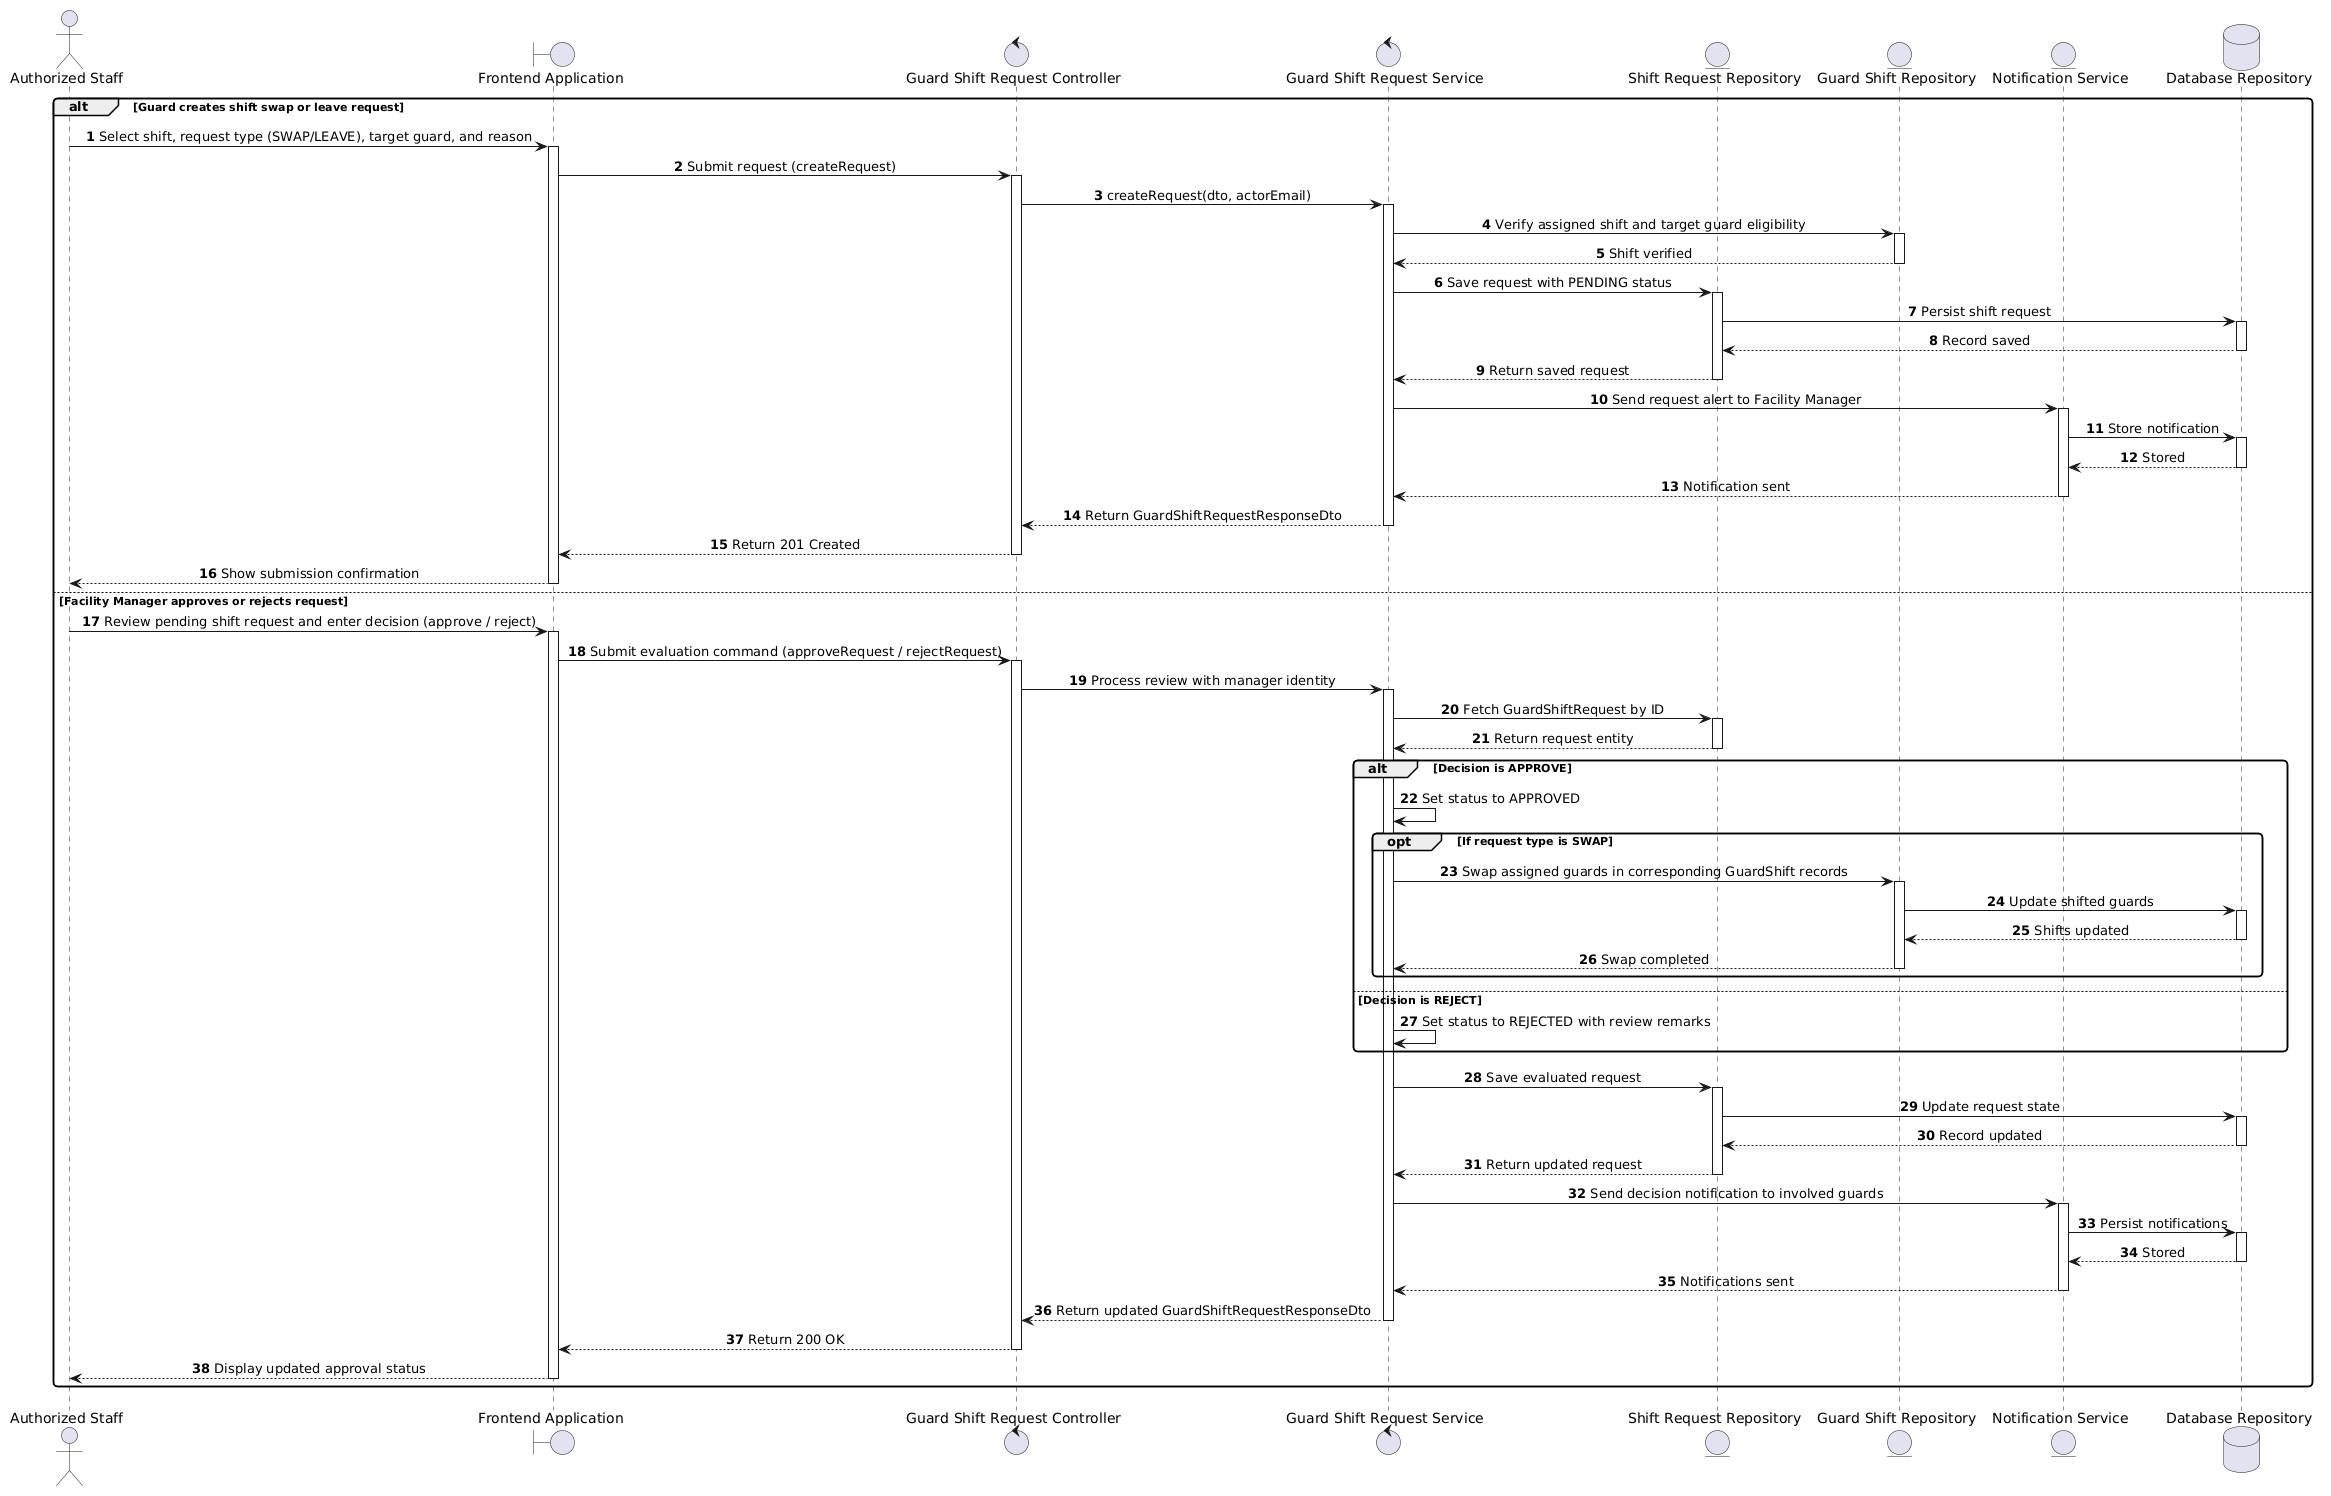 Authorized Staff
Frontend Application
Guard Shift Request Controller
Guard Shift Request Service
Shift Request Repository
Guard Shift Repository
Notification Service
Database Repository
alt [Guard creates shift swap or leave request]
1 Select shift, request type (SWAP/LEAVE), target guard, and reason
2 Submit request (createRequest)
3 createRequest(dto, actorEmail)
4 Verify assigned shift and target guard eligibility
5 Shift verified
6 Save request with PENDING status
7 Persist shift request
8 Record saved
9 Return saved request
10 Send request alert to Facility Manager
11 Store notification
12 Stored
13 Notification sent
14 Return GuardShiftRequestResponseDto
15 Return 201 Created
16 Show submission confirmation
[Facility Manager approves or rejects request]
17 Review pending shift request and enter decision (approve / reject)
18 Submit evaluation command (approveRequest / rejectRequest)
19 Process review with manager identity
20 Fetch GuardShiftRequest by ID
21 Return request entity
alt [Decision is APPROVE]
22 Set status to APPROVED
opt [If request type is SWAP]
23 Swap assigned guards in corresponding GuardShift records
24 Update shifted guards
25 Shifts updated
26 Swap completed
[Decision is REJECT]
27 Set status to REJECTED with review remarks
28 Save evaluated request
29 Update request state
30 Record updated
31 Return updated request
32 Send decision notification to involved guards
33 Persist notifications
34 Stored
35 Notifications sent
36 Return updated GuardShiftRequestResponseDto
37 Return 200 OK
38 Display updated approval status
Authorized Staff
Frontend Application
Guard Shift Request Controller
Guard Shift Request Service
Shift Request Repository
Guard Shift Repository
Notification Service
Database Repository